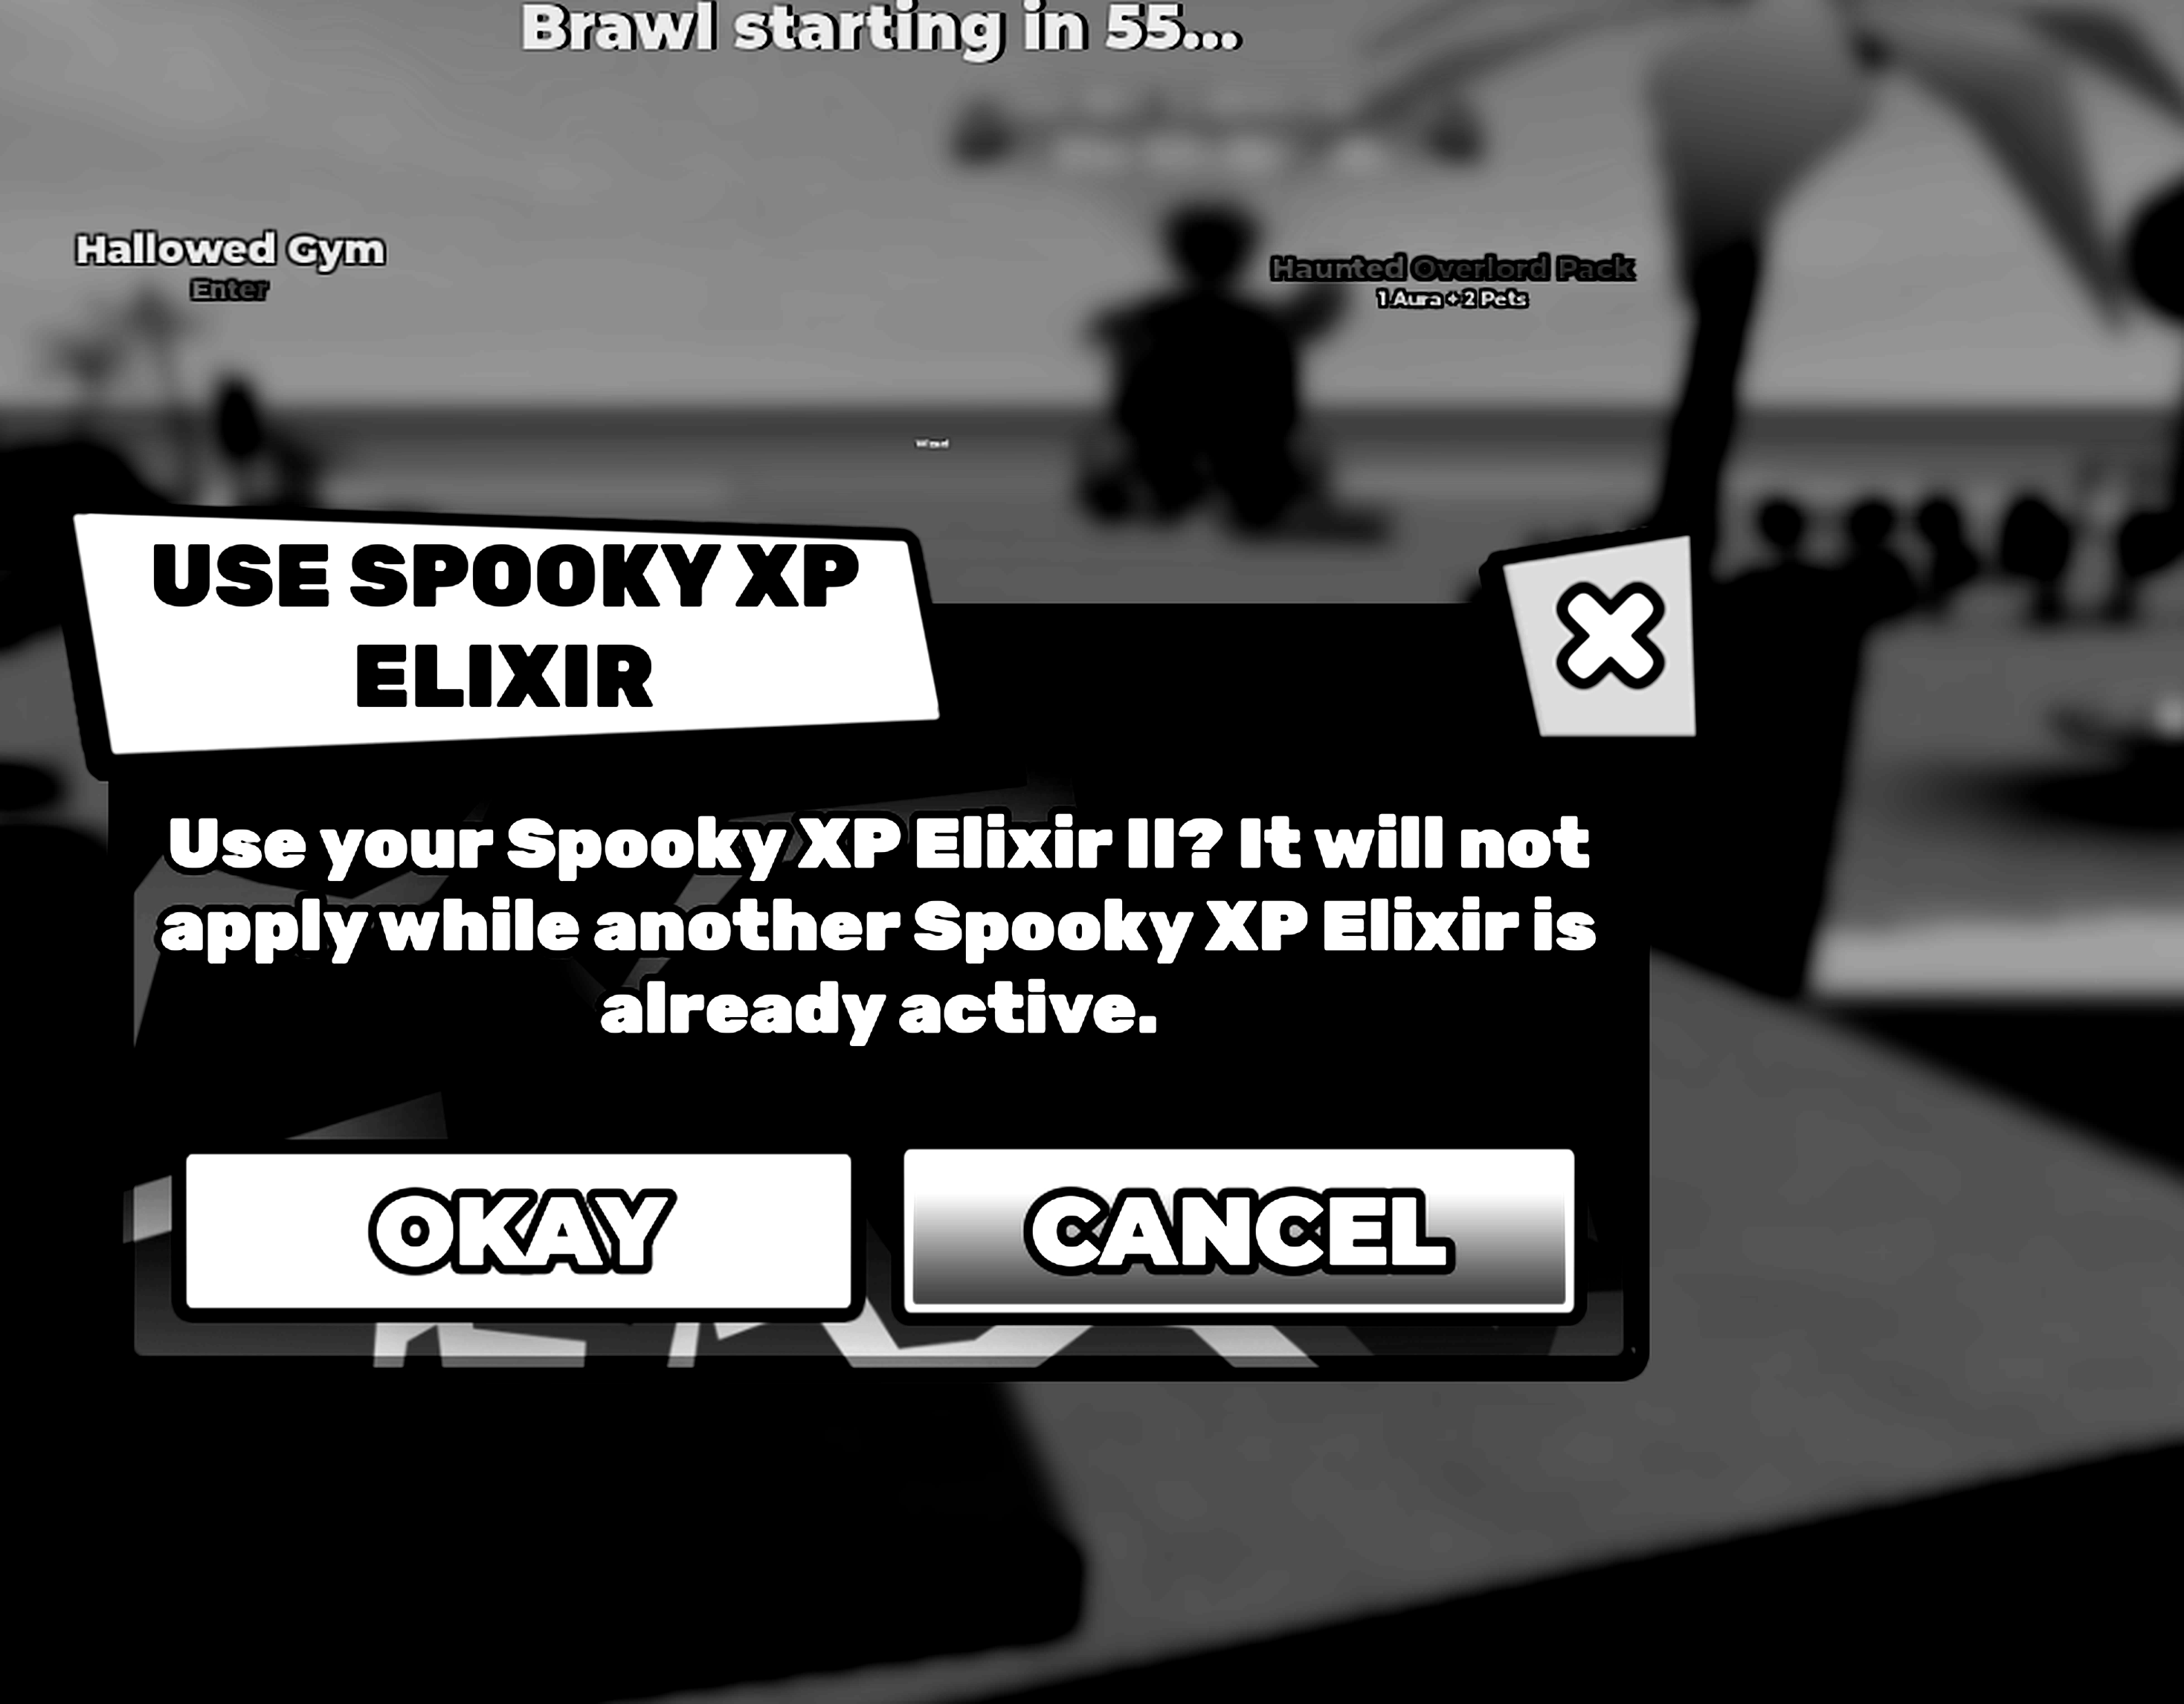 Brawl starting in 55...
Hallowed Gym
Enter
Haunted Overlord Pack
1 Aura + 2 Pets
USE SPOOKY XP
ELIXIR
Use your Spooky XP Elixir II? It will not
apply while another Spooky XP Elixir is
already active.
OKAY
CANCEL